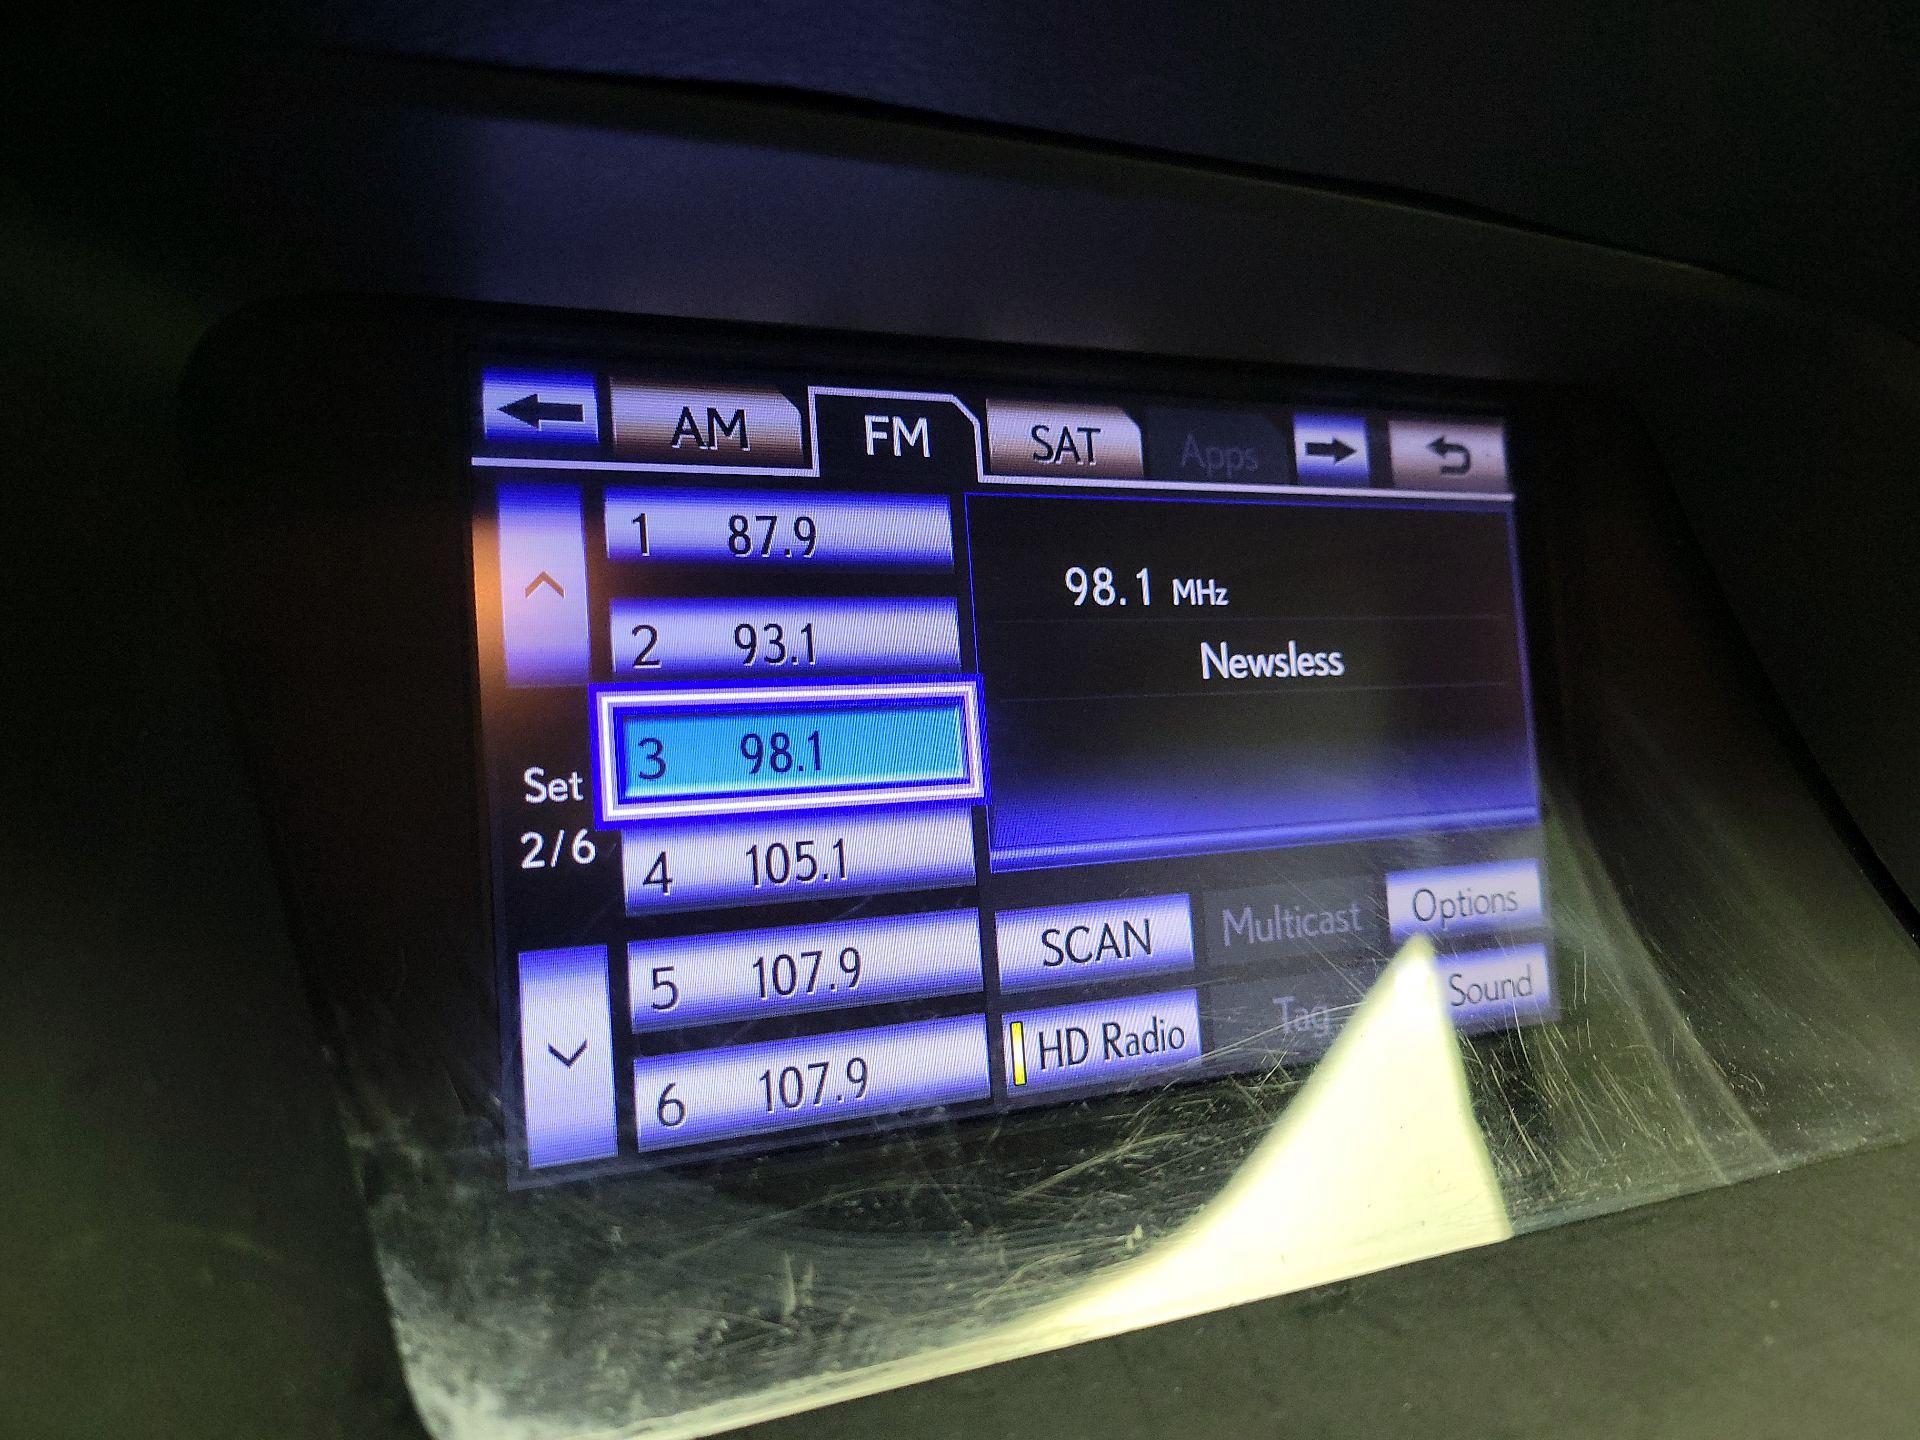 AM FM SAT Apps
1 87.9
2 93.1
3 98.1
4 105.1
5 107.9
6 107.9
Set
2/6
98.1 MHz
Newsless
SCAN Multicast Options
HD Radio Tag Sound